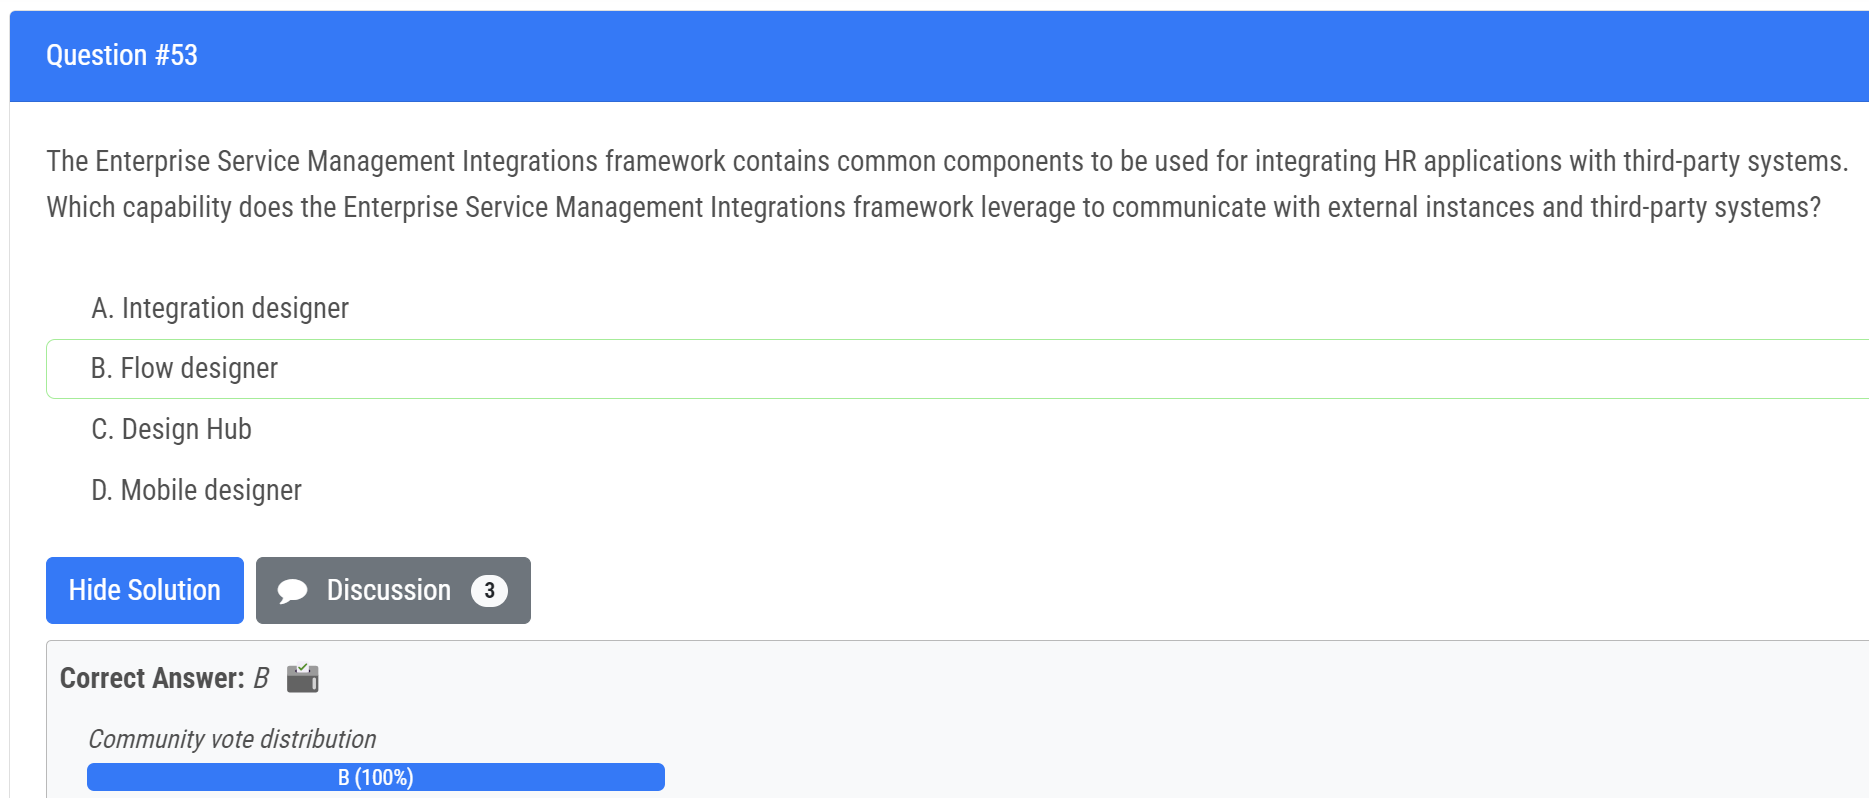 Question #53
The Enterprise Service Management Integrations framework contains common components to be used for integrating HR applications with third-party systems.
Which capability does the Enterprise Service Management Integrations framework leverage to communicate with external instances and third-party systems?
A. Integration designer
B. Flow designer
C. Design Hub
D. Mobile designer
Hide Solution Discussion 3
Correct Answer: B
Community vote distribution
B (100%)